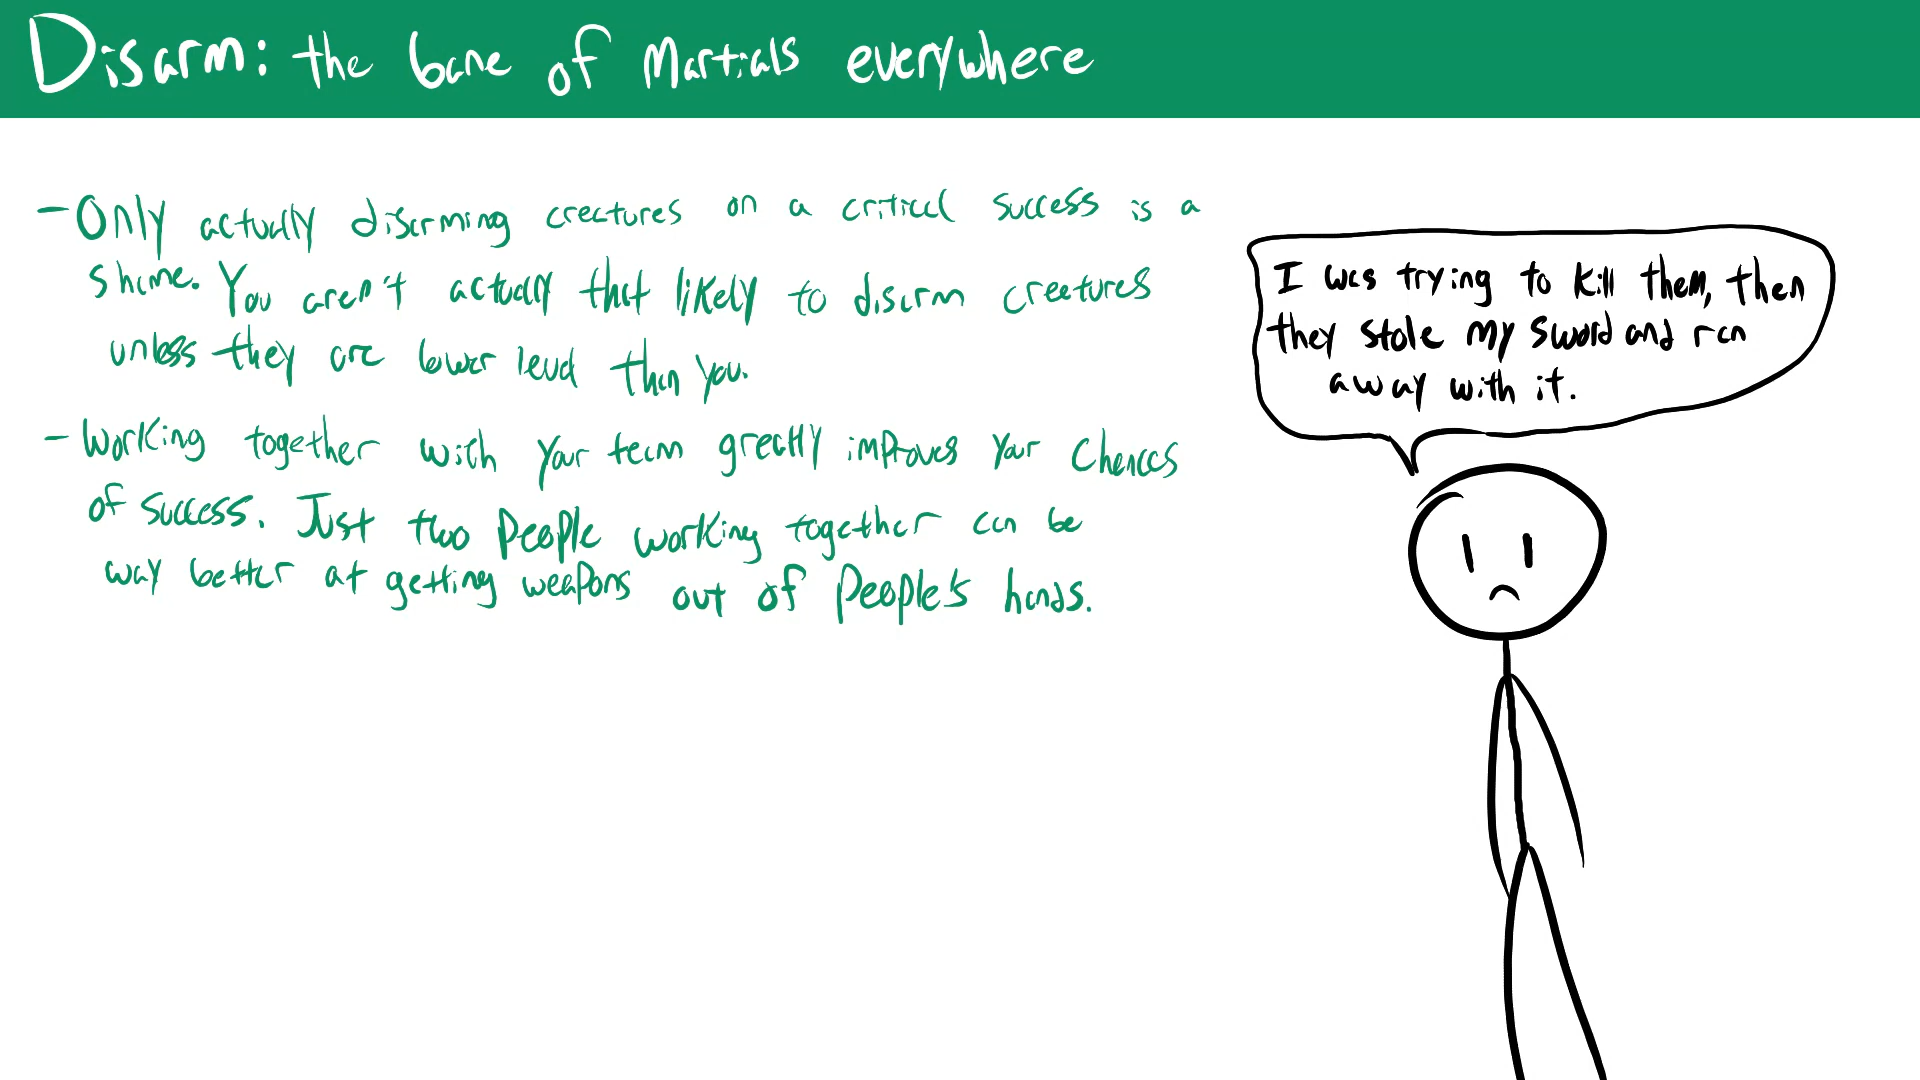 Disarm: the bane of Martials everywhere
- Only actually disarming creatures on a critical success is a
shame. You aren't actually that likely to disarm creatures
unless they are lower level than you.
- Working together with your team greatly improves your chances
of success. Just two people working together can be
way better at getting weapons out of people's hands.
I was trying to kill them, then
they stole my sword and ran
away with it.